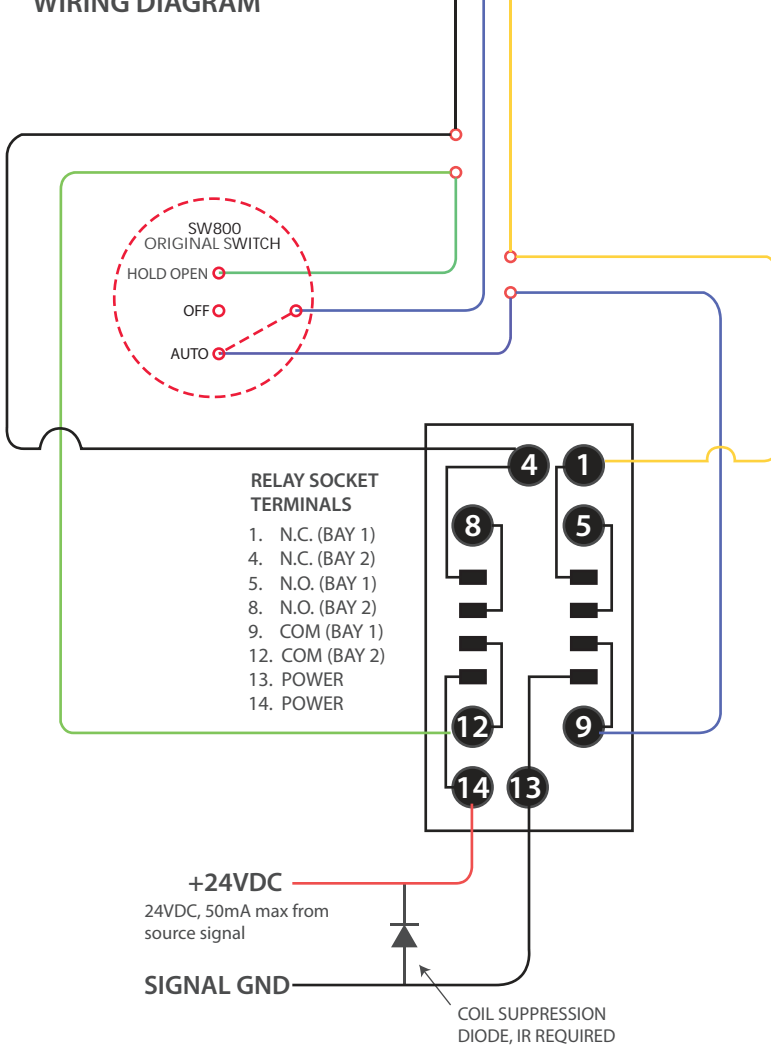 WIRING DIAGRAM
SW800
ORIGINAL SWITCH
HOLD OPEN
OFF
AUTO
RELAY SOCKET
TERMINALS
1. N.C. (BAY 1)
4. N.C. (BAY 2)
5. N.O. (BAY 1)
8. N.O. (BAY 2)
9. COM (BAY 1)
12. COM (BAY 2)
13. POWER
14. POWER
4 1
8 5
12 9
14 13
+24VDC
24VDC, 50mA max from
source signal
SIGNAL GND
COIL SUPPRESSION
DIODE, IR REQUIRED